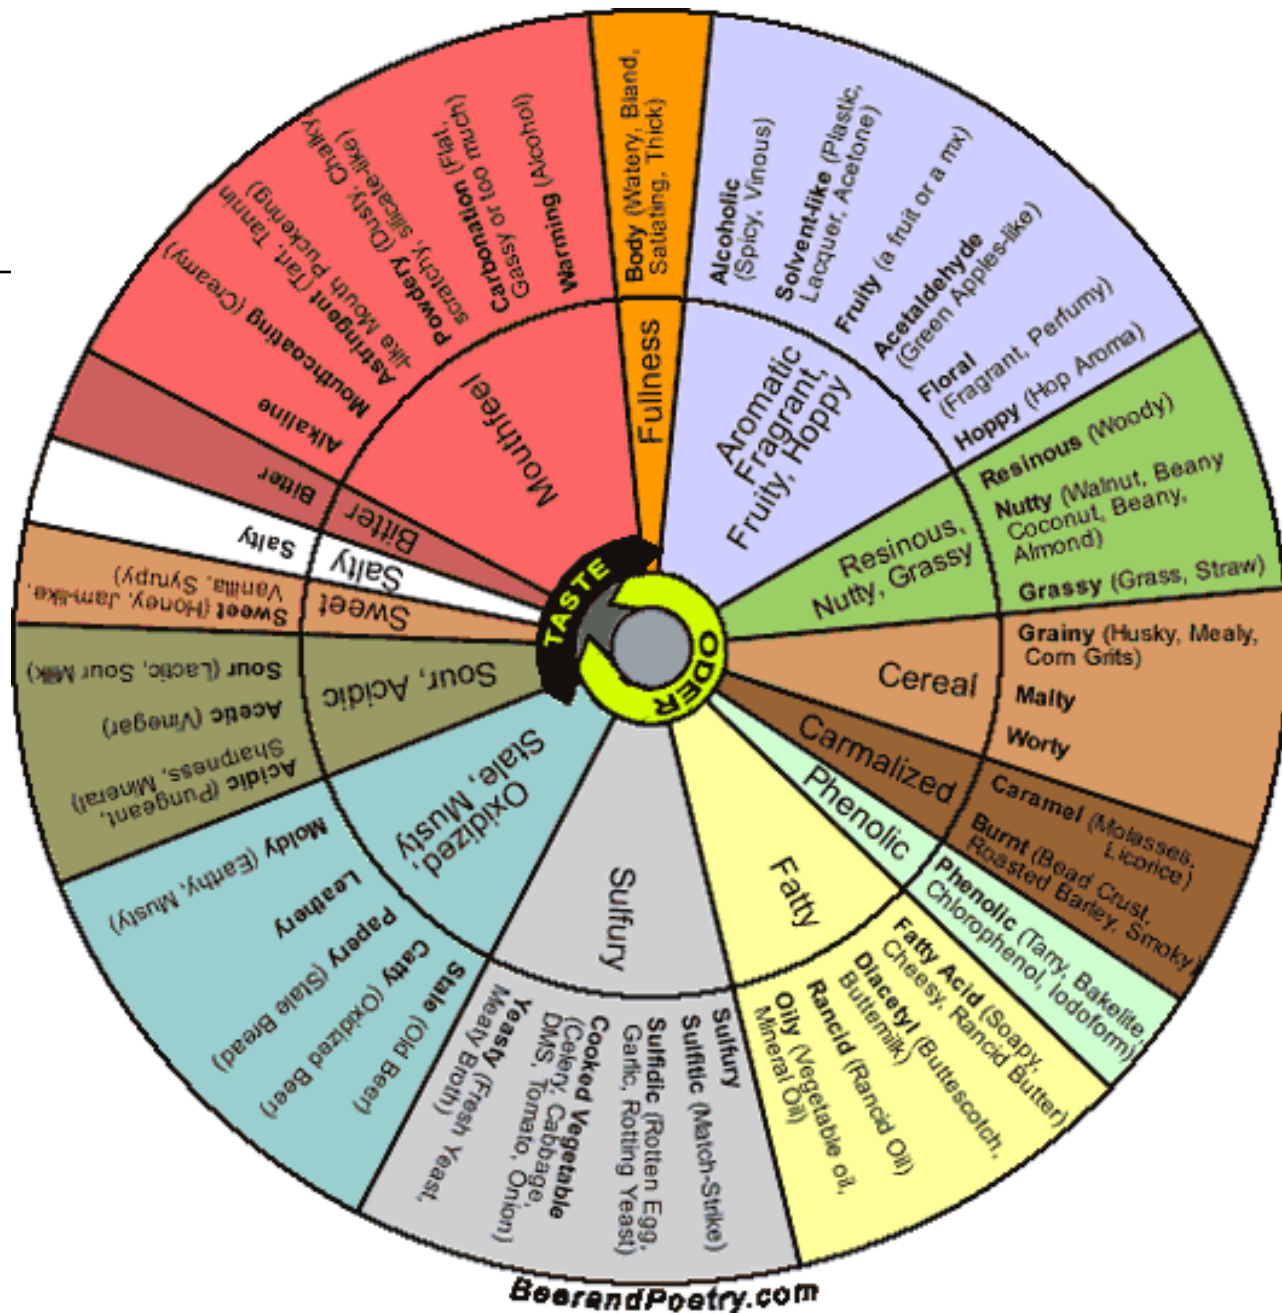 TASTE
ODER
Fullness
Body (Watery, Bland,
Satiating, Thick)
Aromatic
Fragrant,
Fruity, Hoppy
Alcoholic
(Spicy, Vinous)
Solvent-like (Plastic,
Lacquer, Acetone)
Fruity (a fruit or a mx)
Acetaldehyde
(Green Apples-like)
Floral
(Fragrant, Perfumy)
Hoppy (Hop Aroma)
Resinous,
Nutty, Grassy
Resinous (Woody)
Nutty (Walnut, Beany
Coconut, Beany,
Almond)
Grassy (Grass, Straw)
Cereal
Grainy (Husky, Mealy,
Corn Grits)
Malty
Worty
Carmalized
Caramel (Molasses,
Licorice)
Burnt (Bead Crust,
Roasted Barley, Smoky)
Phenolic
Phenolic (Tarry, Bakelite,
Chlorophenol, Iodoform)
Fatty
Fatty Acid (Soapy,
Cheesy, Rancid Butter)
Diacetyl (Butterscotch,
Buttemilk)
Rancid (Rancid Oil)
Oily (Vegetable oil,
Mineral Oil)
Sulfury
Sulfury
Sulfitic (Match-Strike)
Sulfidic (Rotten Egg,
Garlic, Rotting Yeast)
Cooked Vegetable
(Celery, Cabbage,
DMS, Tomato, Onion)
Yeasty (Fresh Yeast,
Meaty Broth)
Oxidized,
Stale, Musty
Stale (Old Beer)
Catty (Oxidized Beer)
Papery (Stale Bread)
Leathery
Moldy (Earthy, Musty)
Sour, Acidic
Acidic (Pungeant,
Sharpness, Mineral)
Acetic (Vinegar)
Sour (Lactic, Sour Milk)
Sweet
Sweet (Honey, Jam-like,
Vanilla, Syrupy)
Salty
Salty
Bitter
Bitter
Mouthfeel
Alkaline
Mouthcoating (Creamy)
Astringent (Tart, Tannin
-like Mouth Puckering)
Powdery (Dusty, Chalky
scratchy, silicate-like)
Carbonation (Flat,
Gassy or too much)
Warming (Alcohol)
BeerandPoetry.com